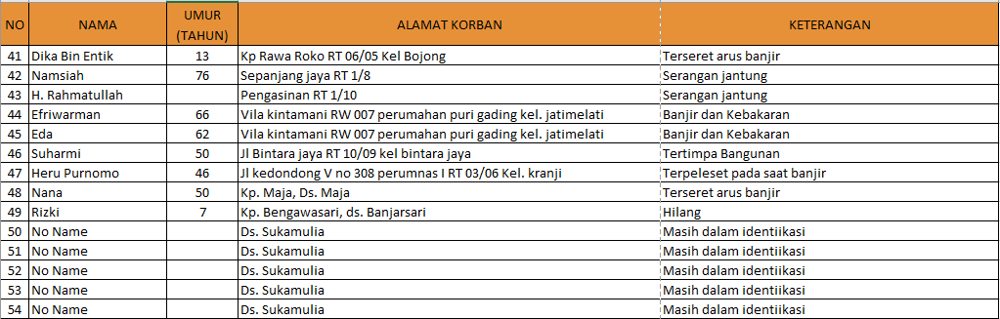 NO NAMA UMUR (TAHUN) ALAMAT KORBAN KETERANGAN
41 Dika Bin Entik 13 Kp Rawa Roko RT 06/05 Kel Bojong Terseret arus banjir
42 Namsiah 76 Sepanjang jaya RT 1/8 Serangan jantung
43 H. Rahmatullah Pengasinan RT 1/10 Serangan jantung
44 Efriwarman 66 Vila kintamani RW 007 perumahan puri gading kel. jatimelati Banjir dan Kebakaran
45 Eda 62 Vila kintamani RW 007 perumahan puri gading kel. jatimelati Banjir dan Kebakaran
46 Suharmi 50 Jl Bintara jaya RT 10/09 kel bintara jaya Tertimpa Bangunan
47 Heru Purnomo 46 Jl kedondong V no 308 perumnas I RT 03/06 Kel. kranji Terpeleset pada saat banjir
48 Nana 50 Kp. Maja, Ds. Maja Terseret arus banjir
49 Rizki 7 Kp. Bengawasari, ds. Banjarsari Hilang
50 No Name Ds. Sukamulia Masih dalam identiikasi
51 No Name Ds. Sukamulia Masih dalam identiikasi
52 No Name Ds. Sukamulia Masih dalam identiikasi
53 No Name Ds. Sukamulia Masih dalam identiikasi
54 No Name Ds. Sukamulia Masih dalam identiikasi